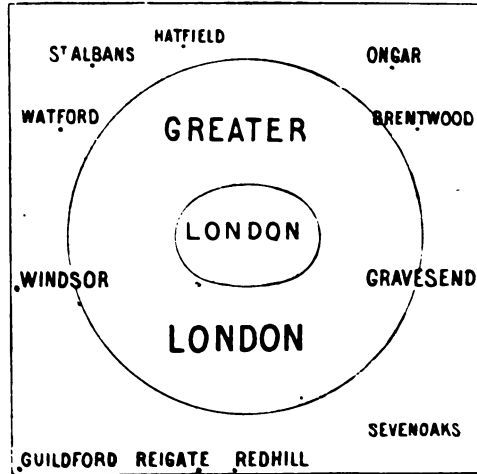 HATFIELD
Sᵀ ALBANS
ONGAR
WATFORD
BRENTWOOD
GREATER
LONDON
WINDSOR
GRAVESEND
LONDON
SEVENOAKS
GUILDFORD REIGATE REDHILL